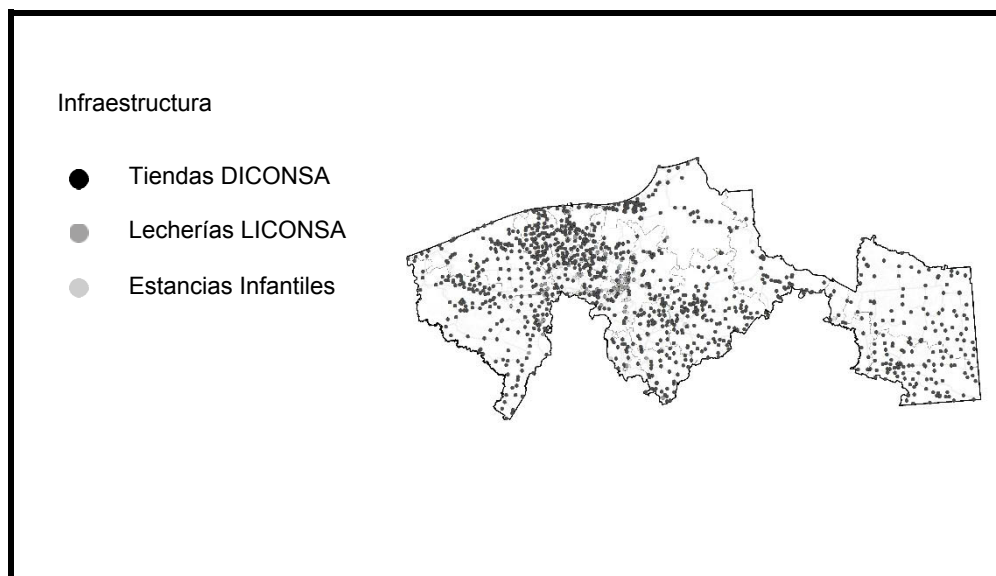 Infraestructura
Tiendas DICONSA
Lecherías LICONSA
Estancias Infantiles